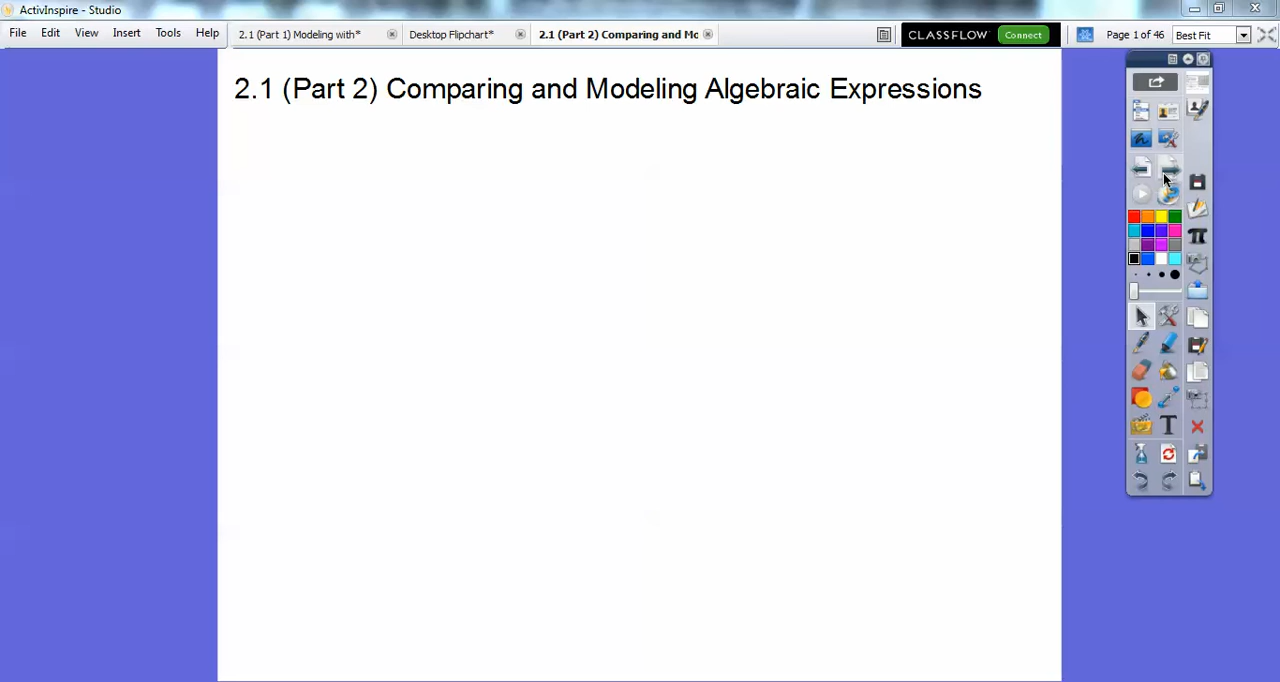 ActivInspire - Studio
File Edit View Insert Tools Help
2.1 (Part 1) Modeling with*
Desktop Flipchart*
2.1 (Part 2) Comparing and Mo
CLASSFLOW Connect
Page 1 of 46
Best Fit
2.1 (Part 2) Comparing and Modeling Algebraic Expressions